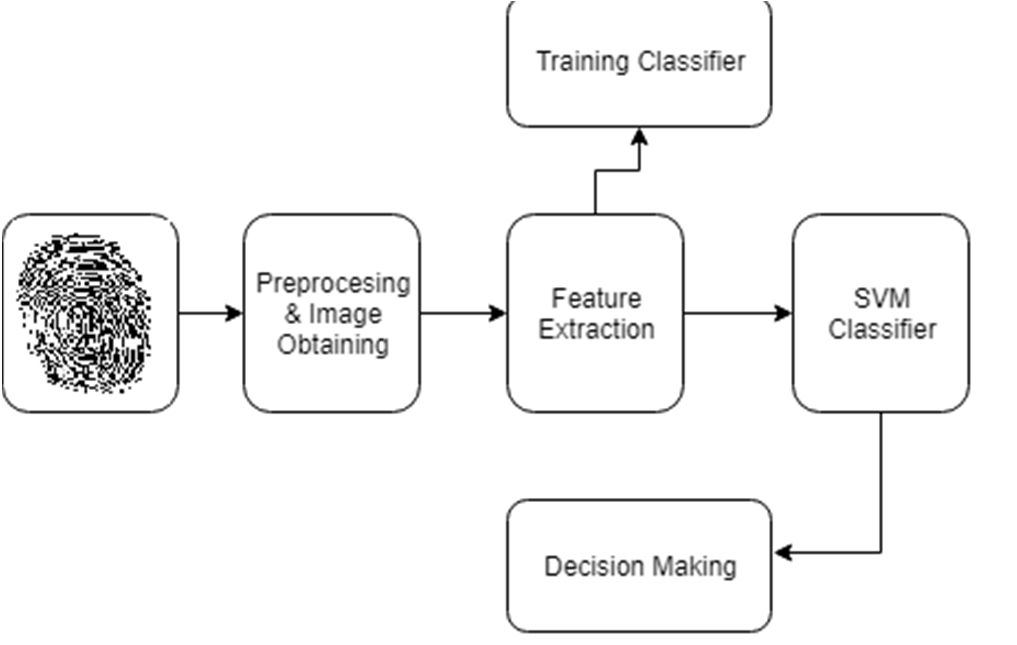 Training Classifier
Preprocesing
& Image
Obtaining
Feature
Extraction
SVM
Classifier
Decision Making